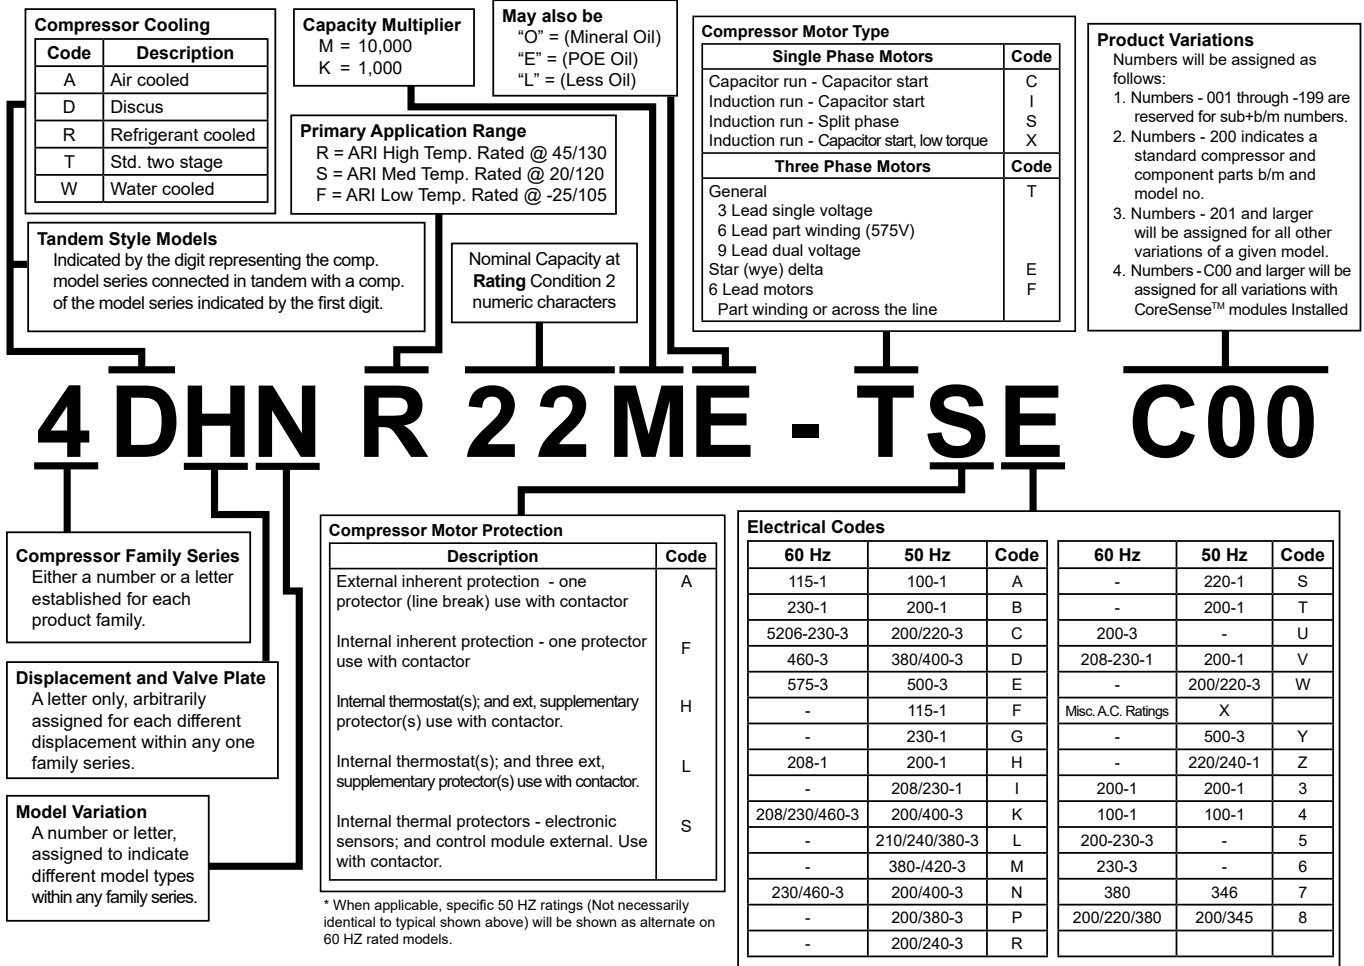 Compressor Cooling
Code Description
A Air cooled
D Discus
R Refrigerant cooled
T Std. two stage
W Water cooled
Capacity Multiplier
M = 10,000
K = 1,000
May also be
“O” = (Mineral Oil)
“E” = (POE Oil)
“L” = (Less Oil)
Primary Application Range
R = ARI High Temp. Rated @ 45/130
S = ARI Med Temp. Rated @ 20/120
F = ARI Low Temp. Rated @ -25/105
Tandem Style Models
Indicated by the digit representing the comp.
model series connected in tandem with a comp.
of the model series indicated by the first digit.
Nominal Capacity at
Rating Condition 2
numeric characters
Compressor Motor Type
Single Phase Motors Code
Capacitor run - Capacitor start C
Induction run - Capacitor start I
Induction run - Split phase S
Induction run - Capacitor start, low torque X
Three Phase Motors Code
General T
3 Lead single voltage
6 Lead part winding (575V)
9 Lead dual voltage
Star (wye) delta E
6 Lead motors F
Part winding or across the line
Product Variations
Numbers will be assigned as
follows:
1. Numbers - 001 through -199 are
reserved for sub+b/m numbers.
2. Numbers - 200 indicates a
standard compressor and
component parts b/m and
model no.
3. Numbers - 201 and larger
will be assigned for all other
variations of a given model.
4. Numbers - C00 and larger will be
assigned for all variations with
CoreSense™ modules Installed
4 DHN R 22ME - TSE C00
Compressor Family Series
Either a number or a letter
established for each
product family.
Displacement and Valve Plate
A letter only, arbitrarily
assigned for each different
displacement within any one
family series.
Model Variation
A number or letter,
assigned to indicate
different model types
within any family series.
Compressor Motor Protection
Description Code
External inherent protection - one A
protector (line break) use with contactor
Internal inherent protection - one protector F
use with contactor
Internal thermostat(s); and ext, supplementary H
protector(s) use with contactor.
Internal thermostat(s); and three ext, L
supplementary protector(s) use with contactor.
Internal thermal protectors - electronic S
sensors; and control module external. Use
with contactor.
* When applicable, specific 50 HZ ratings (Not necessarily
identical to typical shown above) will be shown as alternate on
60 HZ rated models.
Electrical Codes
60 Hz 50 Hz Code 60 Hz 50 Hz Code
115-1 100-1 A - 220-1 S
230-1 200-1 B - 200-1 T
5206-230-3 200/220-3 C 200-3 - U
460-3 380/400-3 D 208-230-1 200-1 V
575-3 500-3 E - 200/220-3 W
- 115-1 F Misc. A.C. Ratings X
- 230-1 G - 500-3 Y
208-1 200-1 H - 220/240-1 Z
- 208/230-1 I 200-1 200-1 3
208/230/460-3 200/400-3 K 100-1 100-1 4
- 210/240/380-3 L 200-230-3 - 5
- 380-/420-3 M 230-3 - 6
230/460-3 200/400-3 N 380 346 7
- 200/380-3 P 200/220/380 200/345 8
- 200/240-3 R